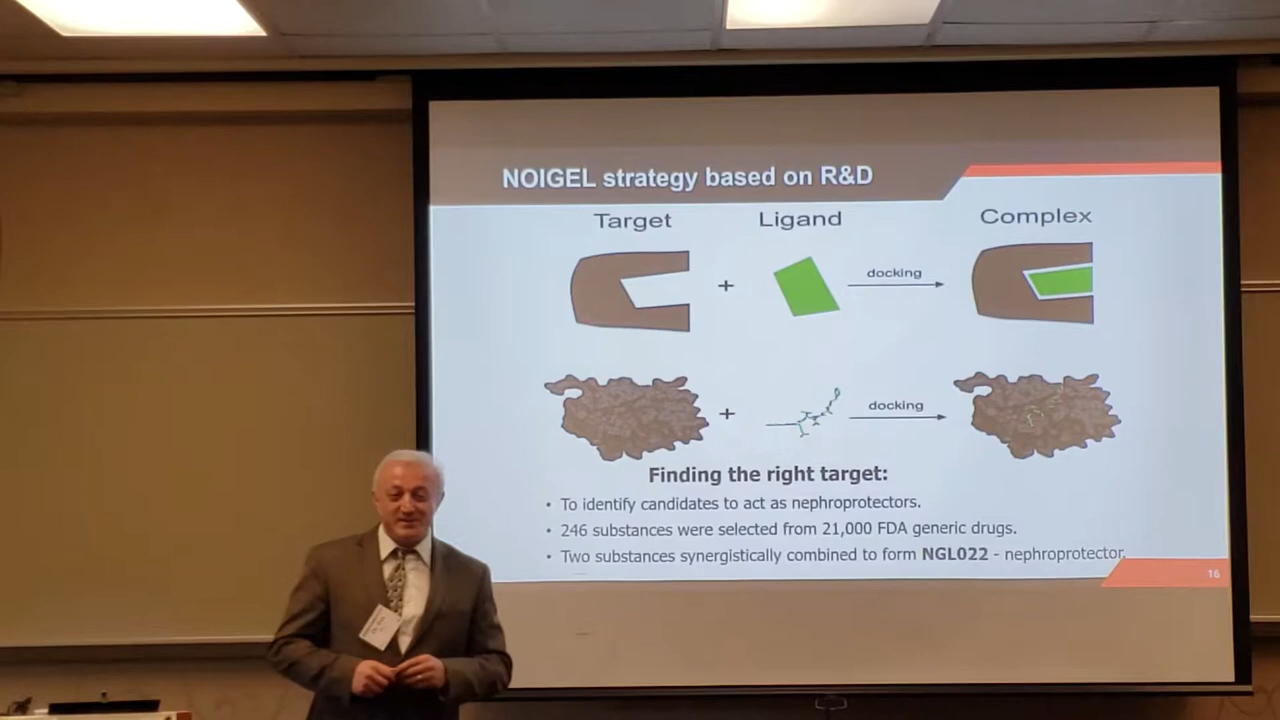 NOIGEL strategy based on R&D
Target
Ligand
Complex
+
docking
+
docking
Finding the right target:
• To identify candidates to act as nephroprotectors.
• 246 substances were selected from 21,000 FDA generic drugs.
• Two substances synergistically combined to form NGL022 - nephroprotector.
16